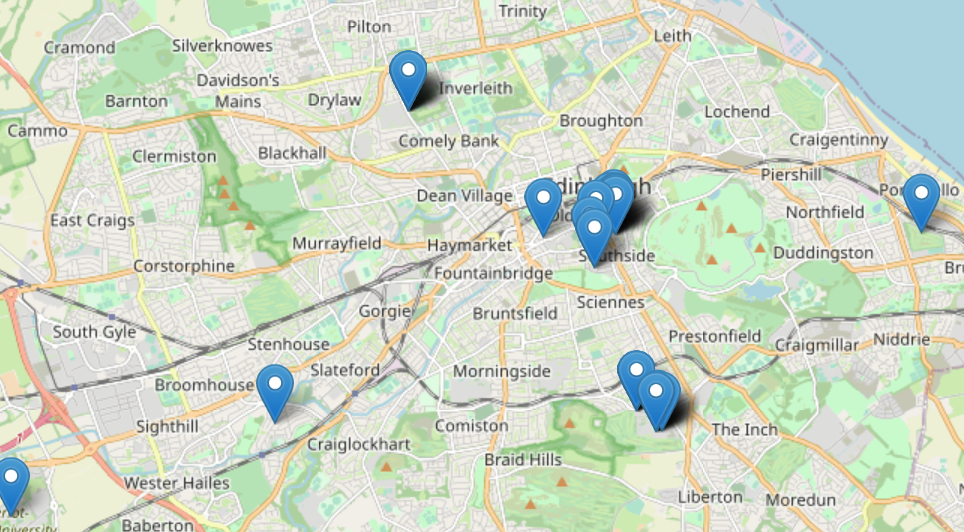 Trinity
Pilton
Leith
Cramond
Silverknowes
Davidson's
Mains
Drylaw
Inverleith
Barnton
Lochend
Broughton
Cammo
Comely Bank
Craigentinny
Clermiston
Blackhall
Piershill
Dean Village
East Craigs
Northfield
Murrayfield
Haymarket
Duddingston
Corstorphine
Fountainbridge
Sciennes
Gorgie
Bruntsfield
South Gyle
Prestonfield
Stenhouse
Craigmillar
Niddrie
Slateford
Morningside
Broomhouse
Sighthill
Comiston
The Inch
Craiglockhart
Braid Hills
Wester Hailes
Liberton
Moredun
Baberton